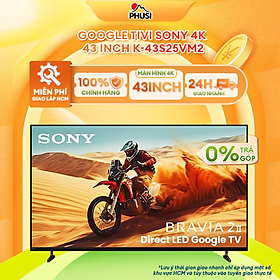 PHUSI
GOOGLE TIVI SONY 4K
43 INCH K-43S25VM2
MIỄN PHÍ
GIAO LẮP HCM
100%
CHÍNH HÃNG
MÀN HÌNH 4K
43INCH
24H
GIAO NHANH
SONY
0% TRẢ GÓP
BRAVIA 2II
Direct LED Google TV
*Lưu ý thời gian giao nhanh chỉ áp dụng một số
khu vực HCM và tùy thuộc vào tuyến giao thực tế